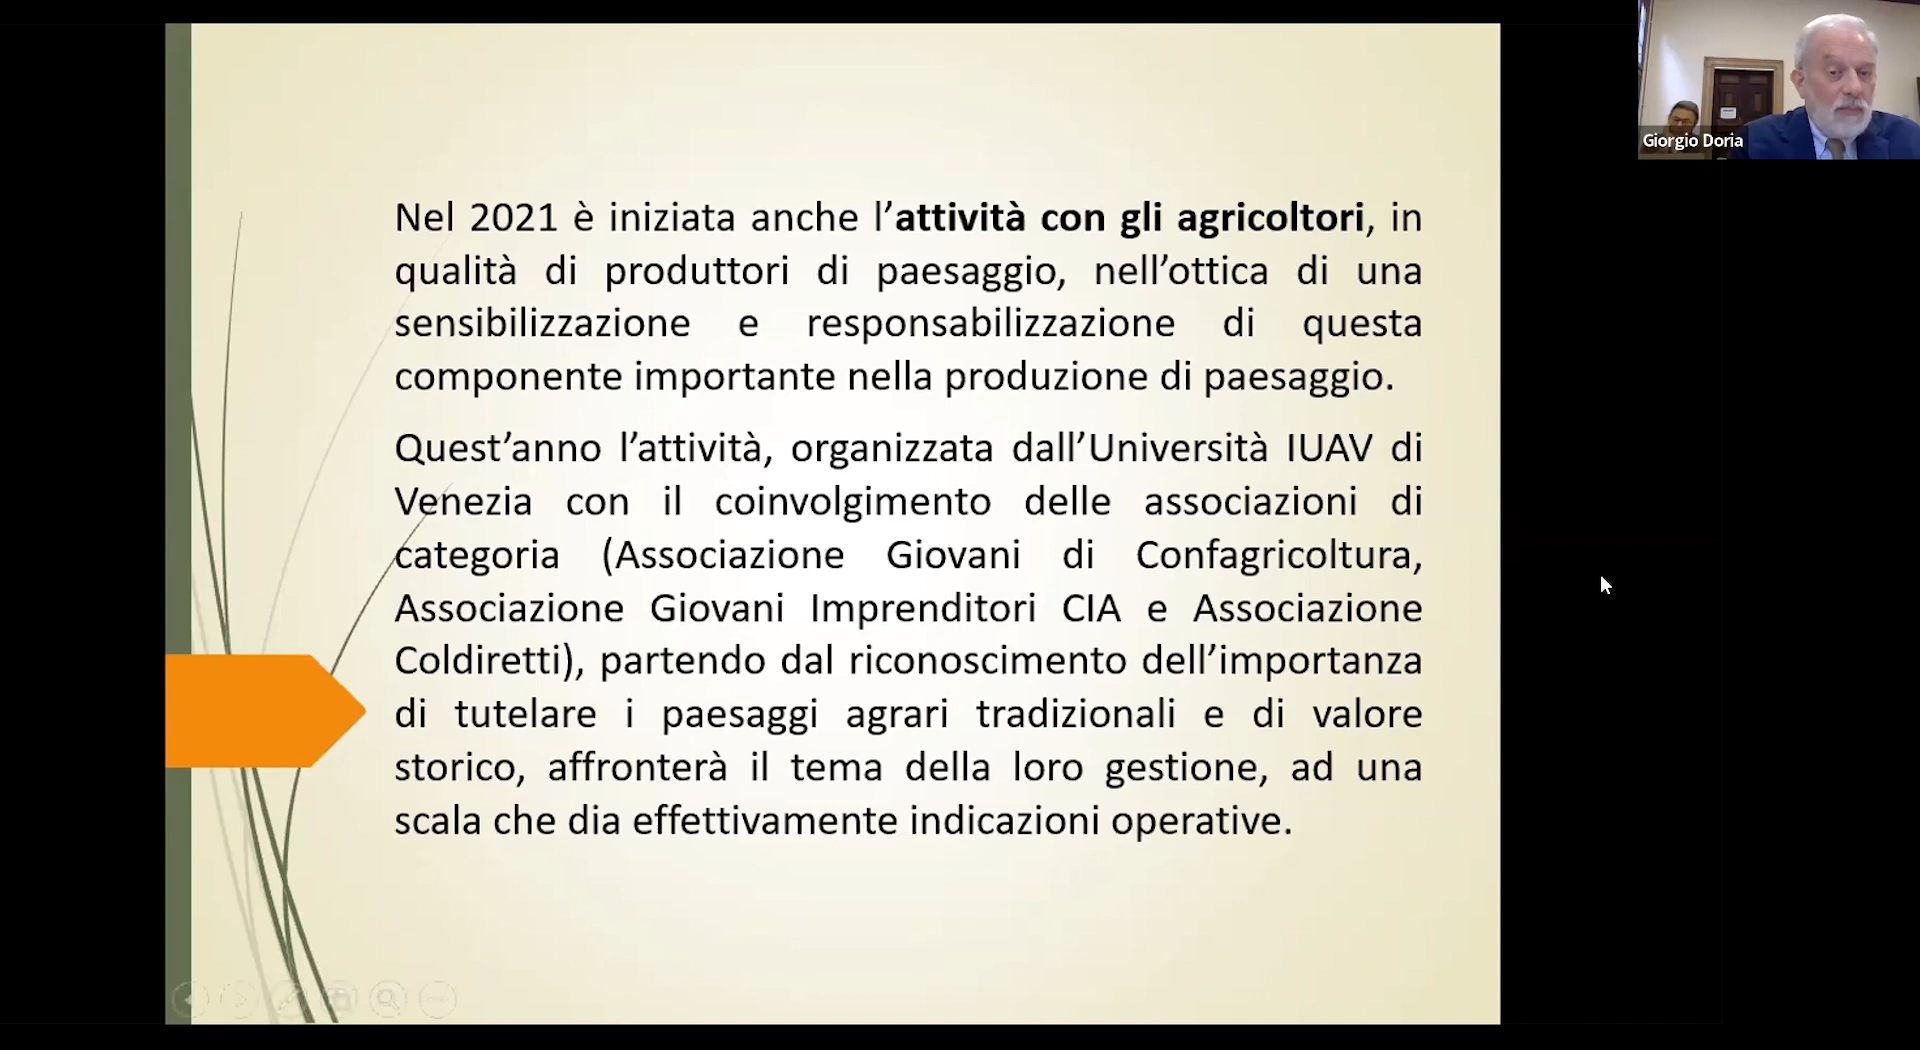 Nel 2021 è iniziata anche l’attività con gli agricoltori, in
qualità di produttori di paesaggio, nell’ottica di una
sensibilizzazione e responsabilizzazione di questa
componente importante nella produzione di paesaggio.
Quest’anno l’attività, organizzata dall’Università IUAV di
Venezia con il coinvolgimento delle associazioni di
categoria (Associazione Giovani di Confagricoltura,
Associazione Giovani Imprenditori CIA e Associazione
Coldiretti), partendo dal riconoscimento dell’importanza
di tutelare i paesaggi agrari tradizionali e di valore
storico, affronterà il tema della loro gestione, ad una
scala che dia effettivamente indicazioni operative.
Giorgio Doria